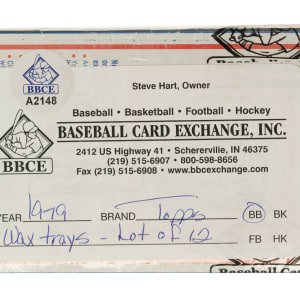 BBCE
A2148
Steve Hart, Owner
Baseball • Basketball • Football • Hockey
BBCE
BASEBALL CARD EXCHANGE, INC.
2412 US Highway 41 • Schererville, IN 46375
(219) 515-6907 • 800-598-8656
Fax (219) 515-6908 • www.bbcexchange.com
YEAR 1979 BRAND Topps BB BK
Wax trays - Lot of 12 FB HK
Baseball Car